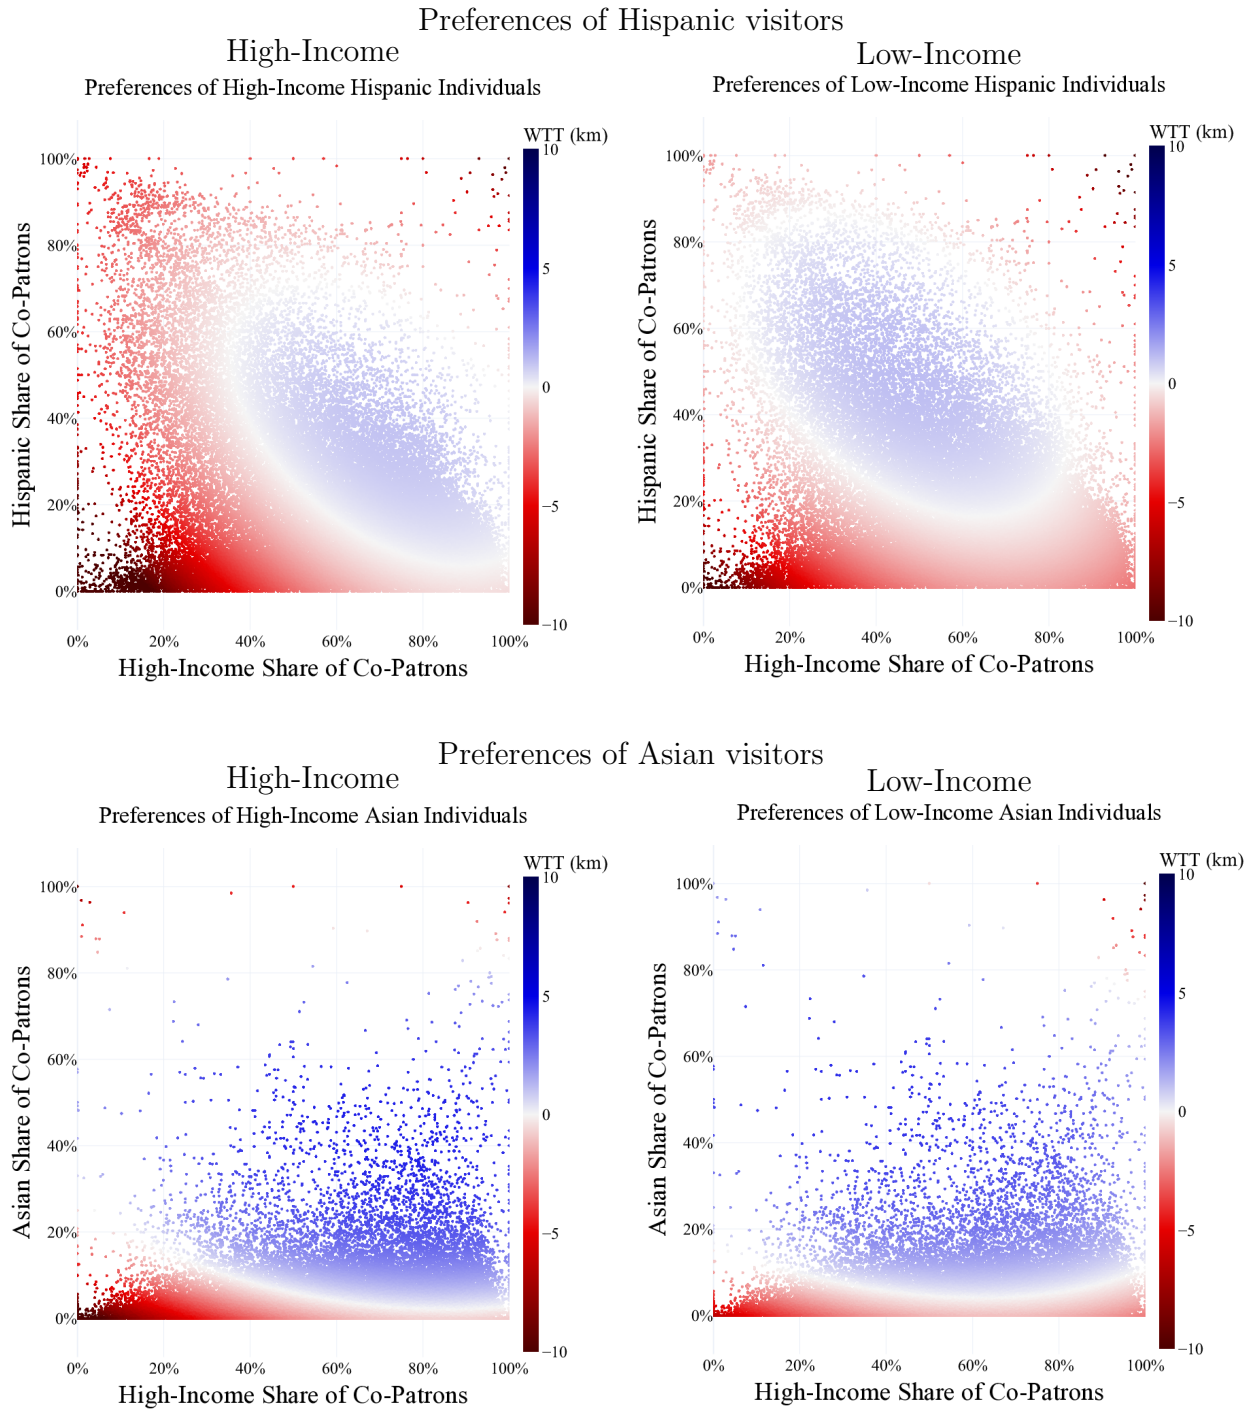 Preferences of Hispanic visitors
High-Income
Preferences of High-Income Hispanic Individuals
WTT (km)
10
5
0
−5
−10
100%
80%
60%
40%
20%
0%
Hispanic Share of Co-Patrons
0% 20% 40% 60% 80% 100%
High-Income Share of Co-Patrons
Low-Income
Preferences of Low-Income Hispanic Individuals
WTT (km)
10
5
0
−5
−10
100%
80%
60%
40%
20%
0%
Hispanic Share of Co-Patrons
0% 20% 40% 60% 80% 100%
High-Income Share of Co-Patrons
Preferences of Asian visitors
High-Income
Preferences of High-Income Asian Individuals
WTT (km)
10
5
0
−5
−10
100%
80%
60%
40%
20%
0%
Asian Share of Co-Patrons
0% 20% 40% 60% 80% 100%
High-Income Share of Co-Patrons
Low-Income
Preferences of Low-Income Asian Individuals
WTT (km)
10
5
0
−5
−10
100%
80%
60%
40%
20%
0%
Asian Share of Co-Patrons
0% 20% 40% 60% 80% 100%
High-Income Share of Co-Patrons